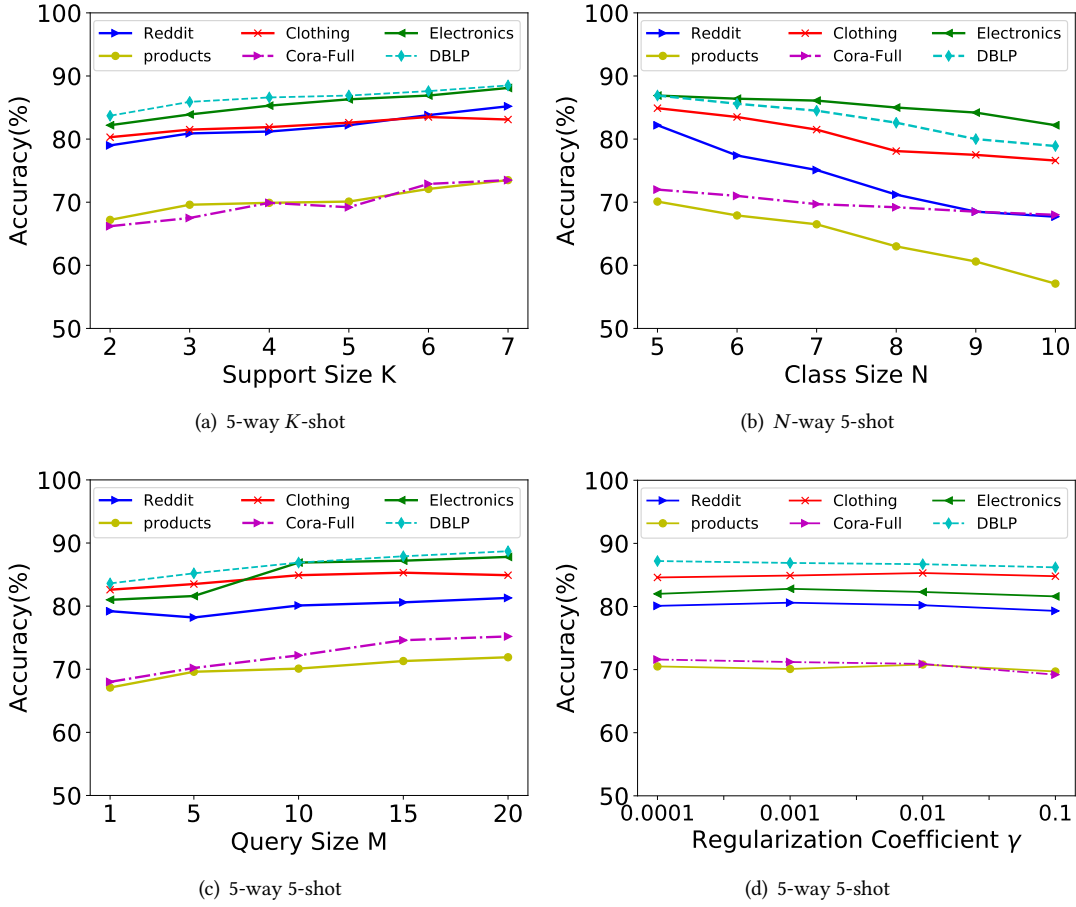 100
90
80
70
60
50
Accuracy(%)
Reddit Clothing Electronics
products Cora-Full DBLP
2 3 4 5 6 7
Support Size K
(a) 5-way K-shot
100
90
80
70
60
50
Accuracy(%)
Reddit Clothing Electronics
products Cora-Full DBLP
5 6 7 8 9 10
Class Size N
(b) N-way 5-shot
100
90
80
70
60
50
Accuracy(%)
Reddit Clothing Electronics
products Cora-Full DBLP
1 5 10 15 20
Query Size M
(c) 5-way 5-shot
100
90
80
70
60
50
Accuracy(%)
Reddit Clothing Electronics
products Cora-Full DBLP
0.0001 0.001 0.01 0.1
Regularization Coefficient γ
(d) 5-way 5-shot